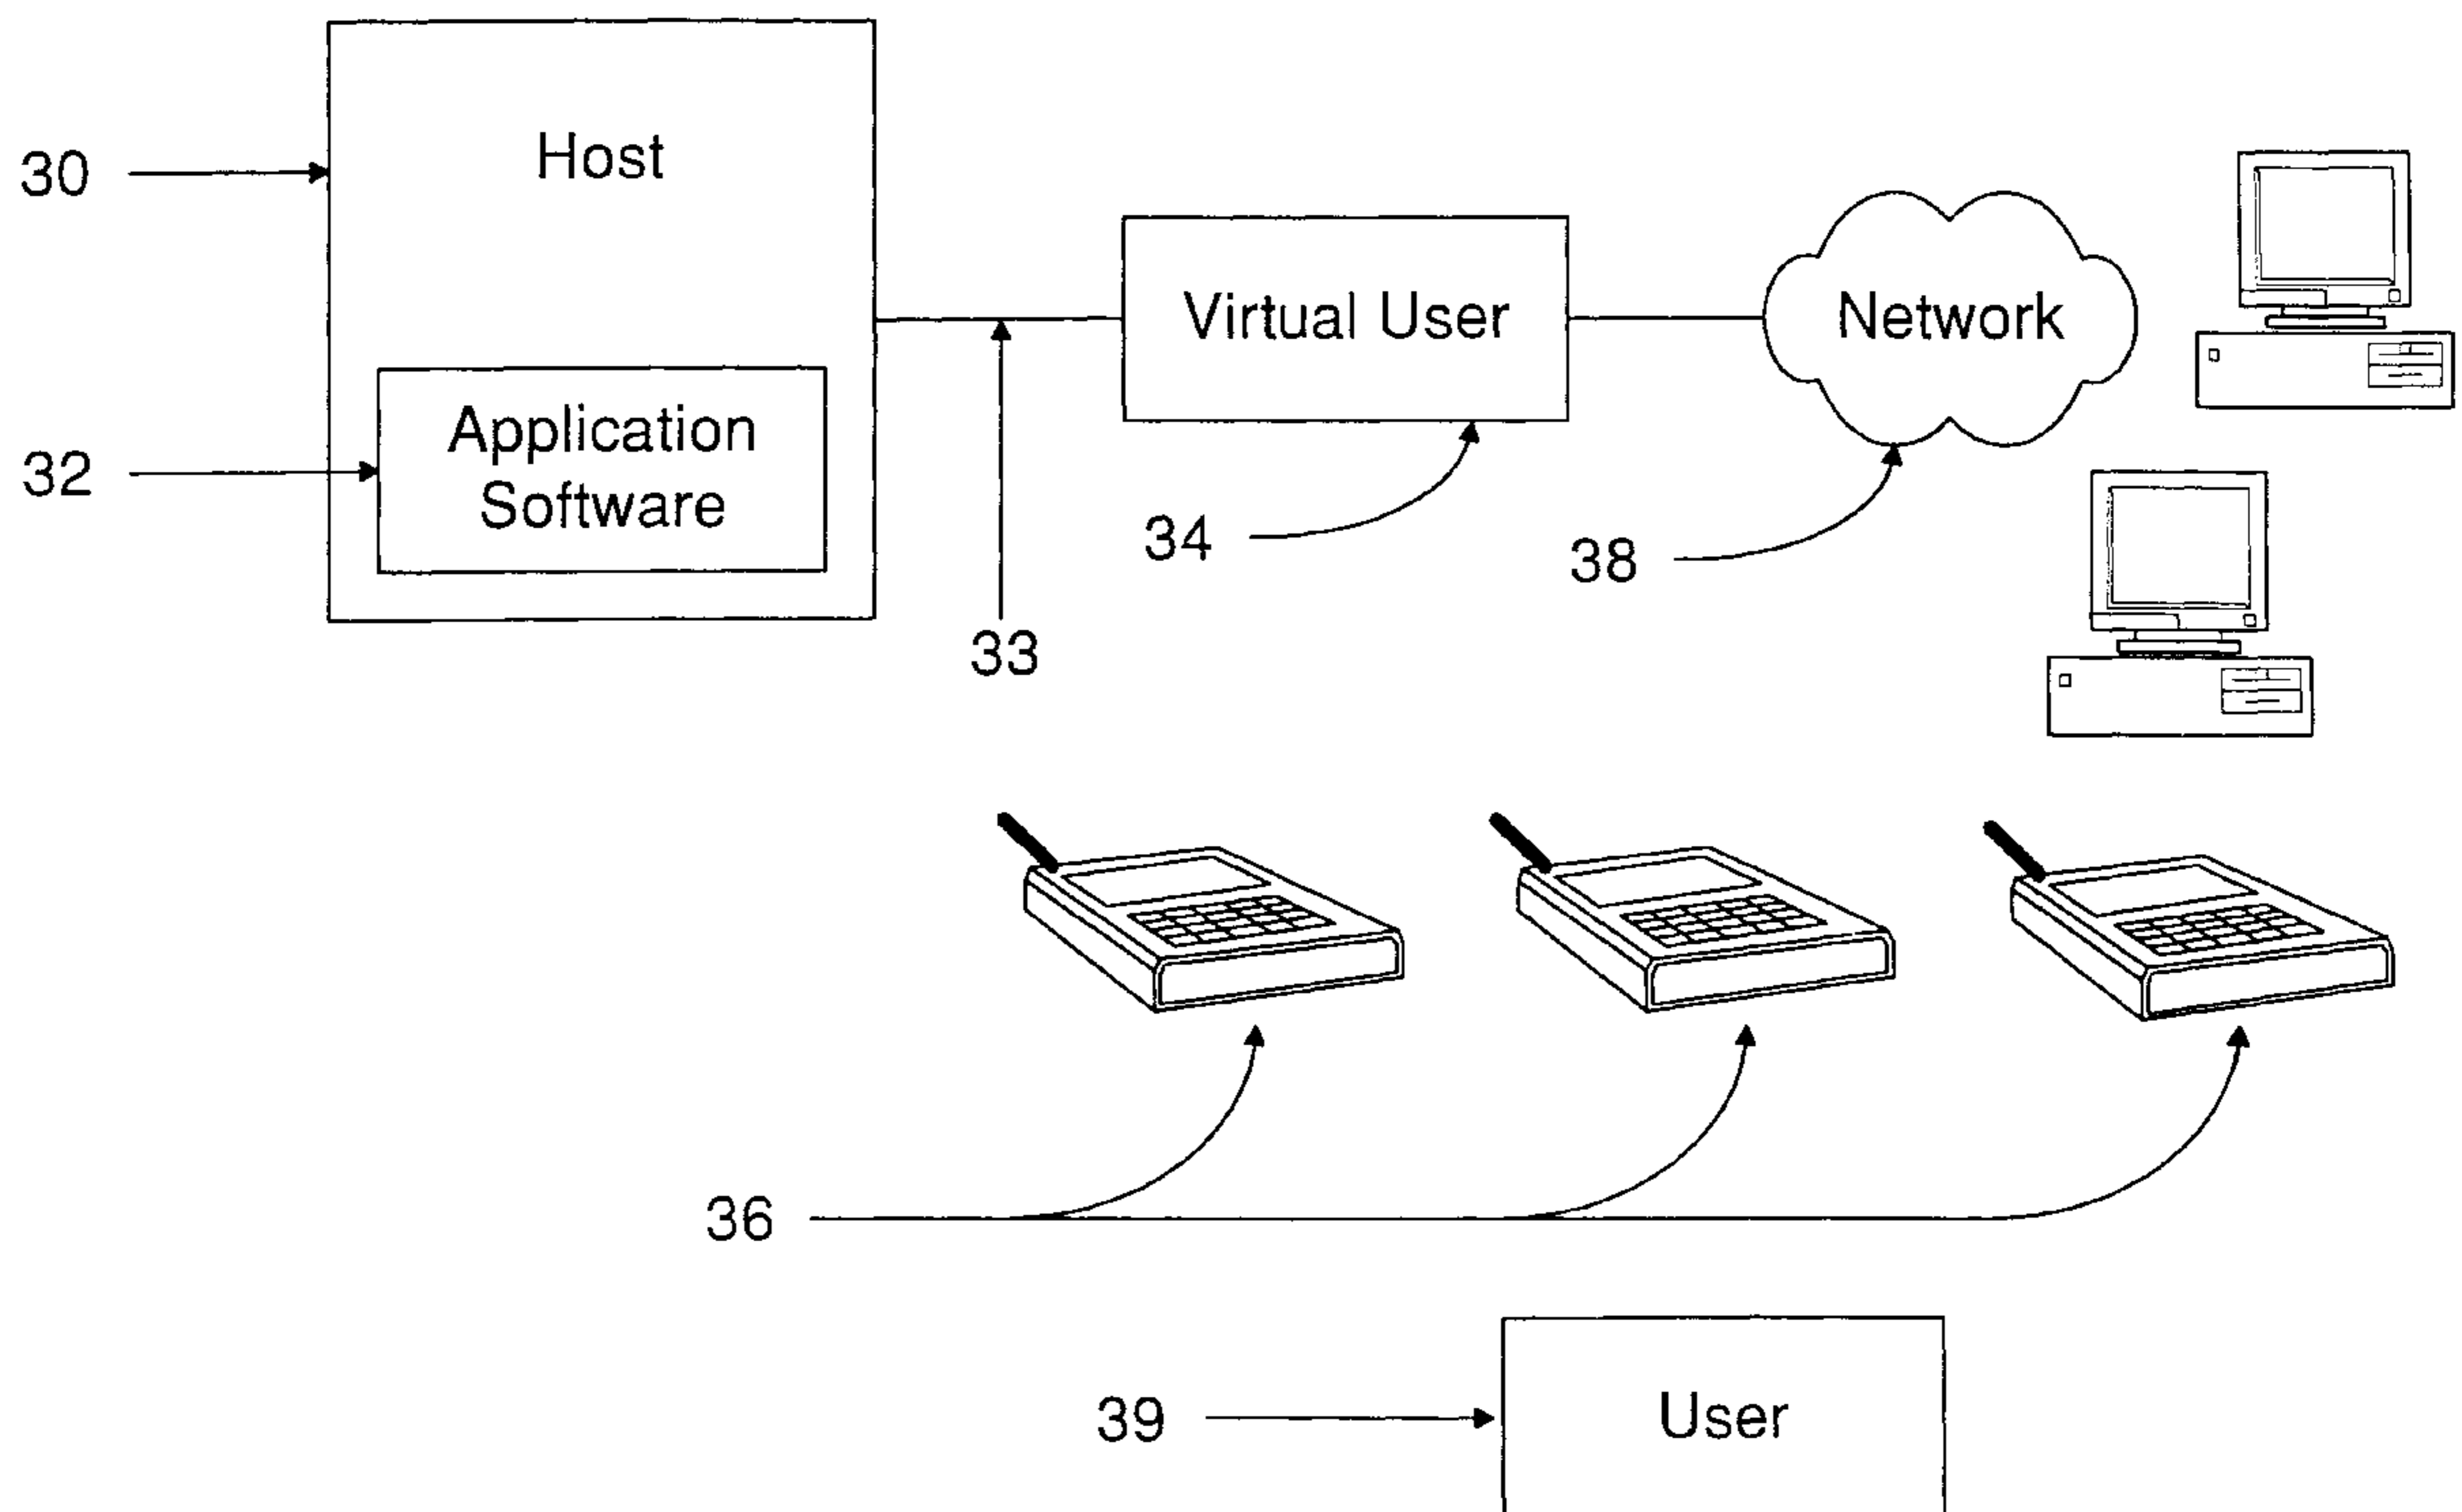 30
Host
32
Application
Software
33
Virtual User
34
Network
38
36
39
User